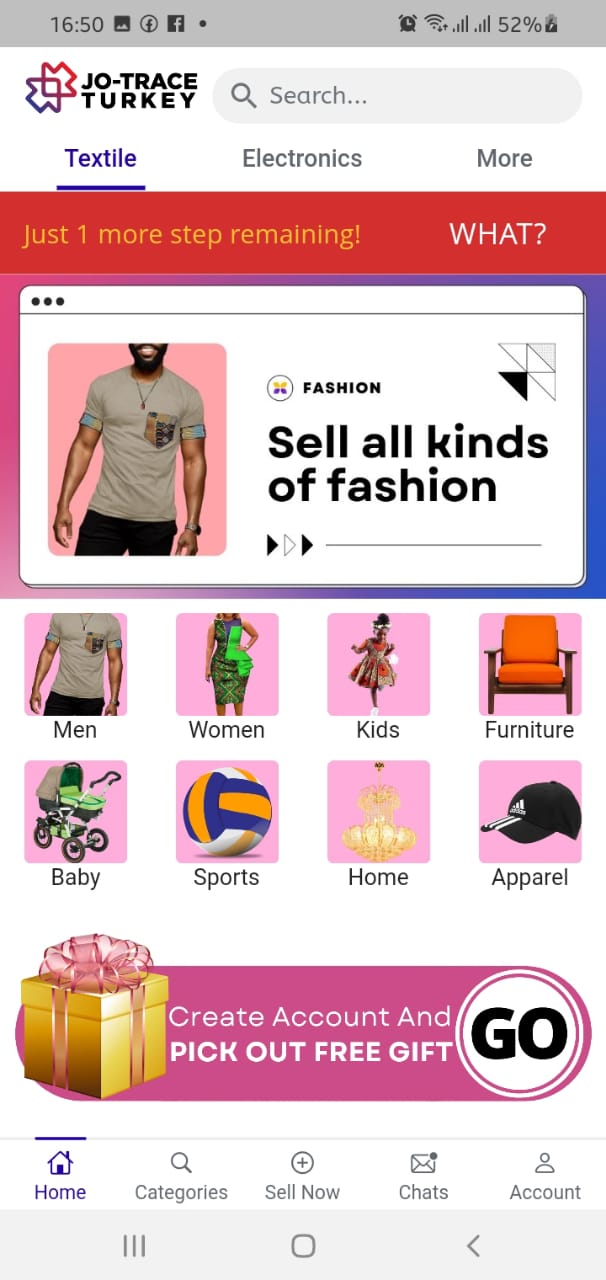 16:50
52%
JO-TRACE
TURKEY
Search...
Textile
Electronics
More
Just 1 more step remaining!
WHAT?
FASHION
Sell all kinds
of fashion
Men
Women
Kids
Furniture
adidas
Baby
Sports
Home
Apparel
Create Account And
PICK OUT FREE GIFT
GO
Home
Categories
Sell Now
Chats
Account